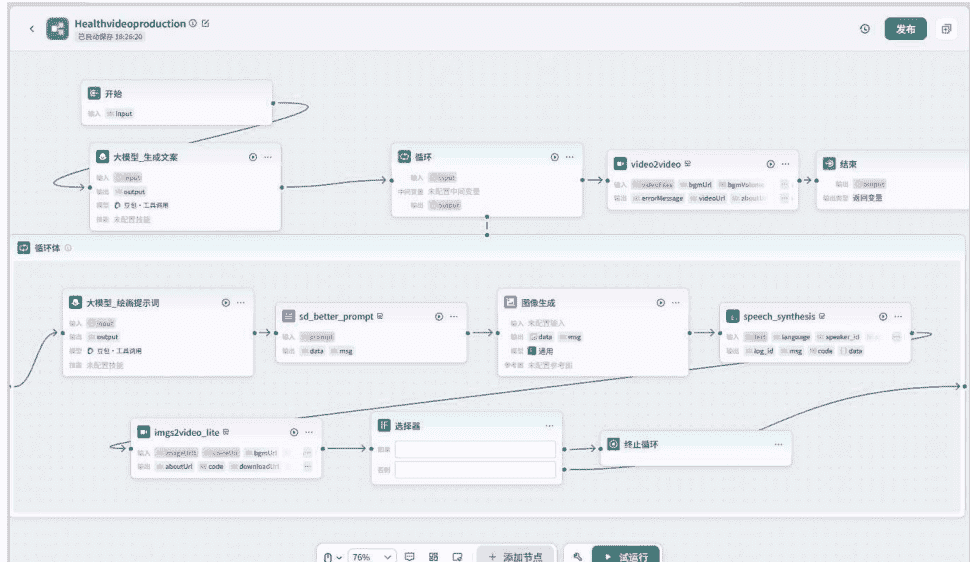 Healthvideoproduction
已自动保存 18:26:20
发布
开始
输入 input
大模型_生成文案
输入 input
输出 output
模型 豆包·工具调用
技能 未配置技能
循环
输入 input
中间变量 未配置中间变量
输出 output
video2video
输入 bgmUrl
输出 errorMessage videoUrl
结束
输出 output
输出类型 返回变量
循环体
大模型_绘画提示词
输入 input
输出 output
模型 豆包·工具调用
技能 未配置技能
sd_better_prompt
输入 prompt
输出 data msg
图像生成
输入 未配置输入
输出 data msg
模型 通用
参考图 未配置参考图
speech_synthesis
输入 text language speaker_id
输出 log_id msg code data
imgs2video_lite
输入 bgmUrl
输出 aboutUrl code downloadUrl
选择器
如果
否则
终止循环
76%
添加节点
试运行